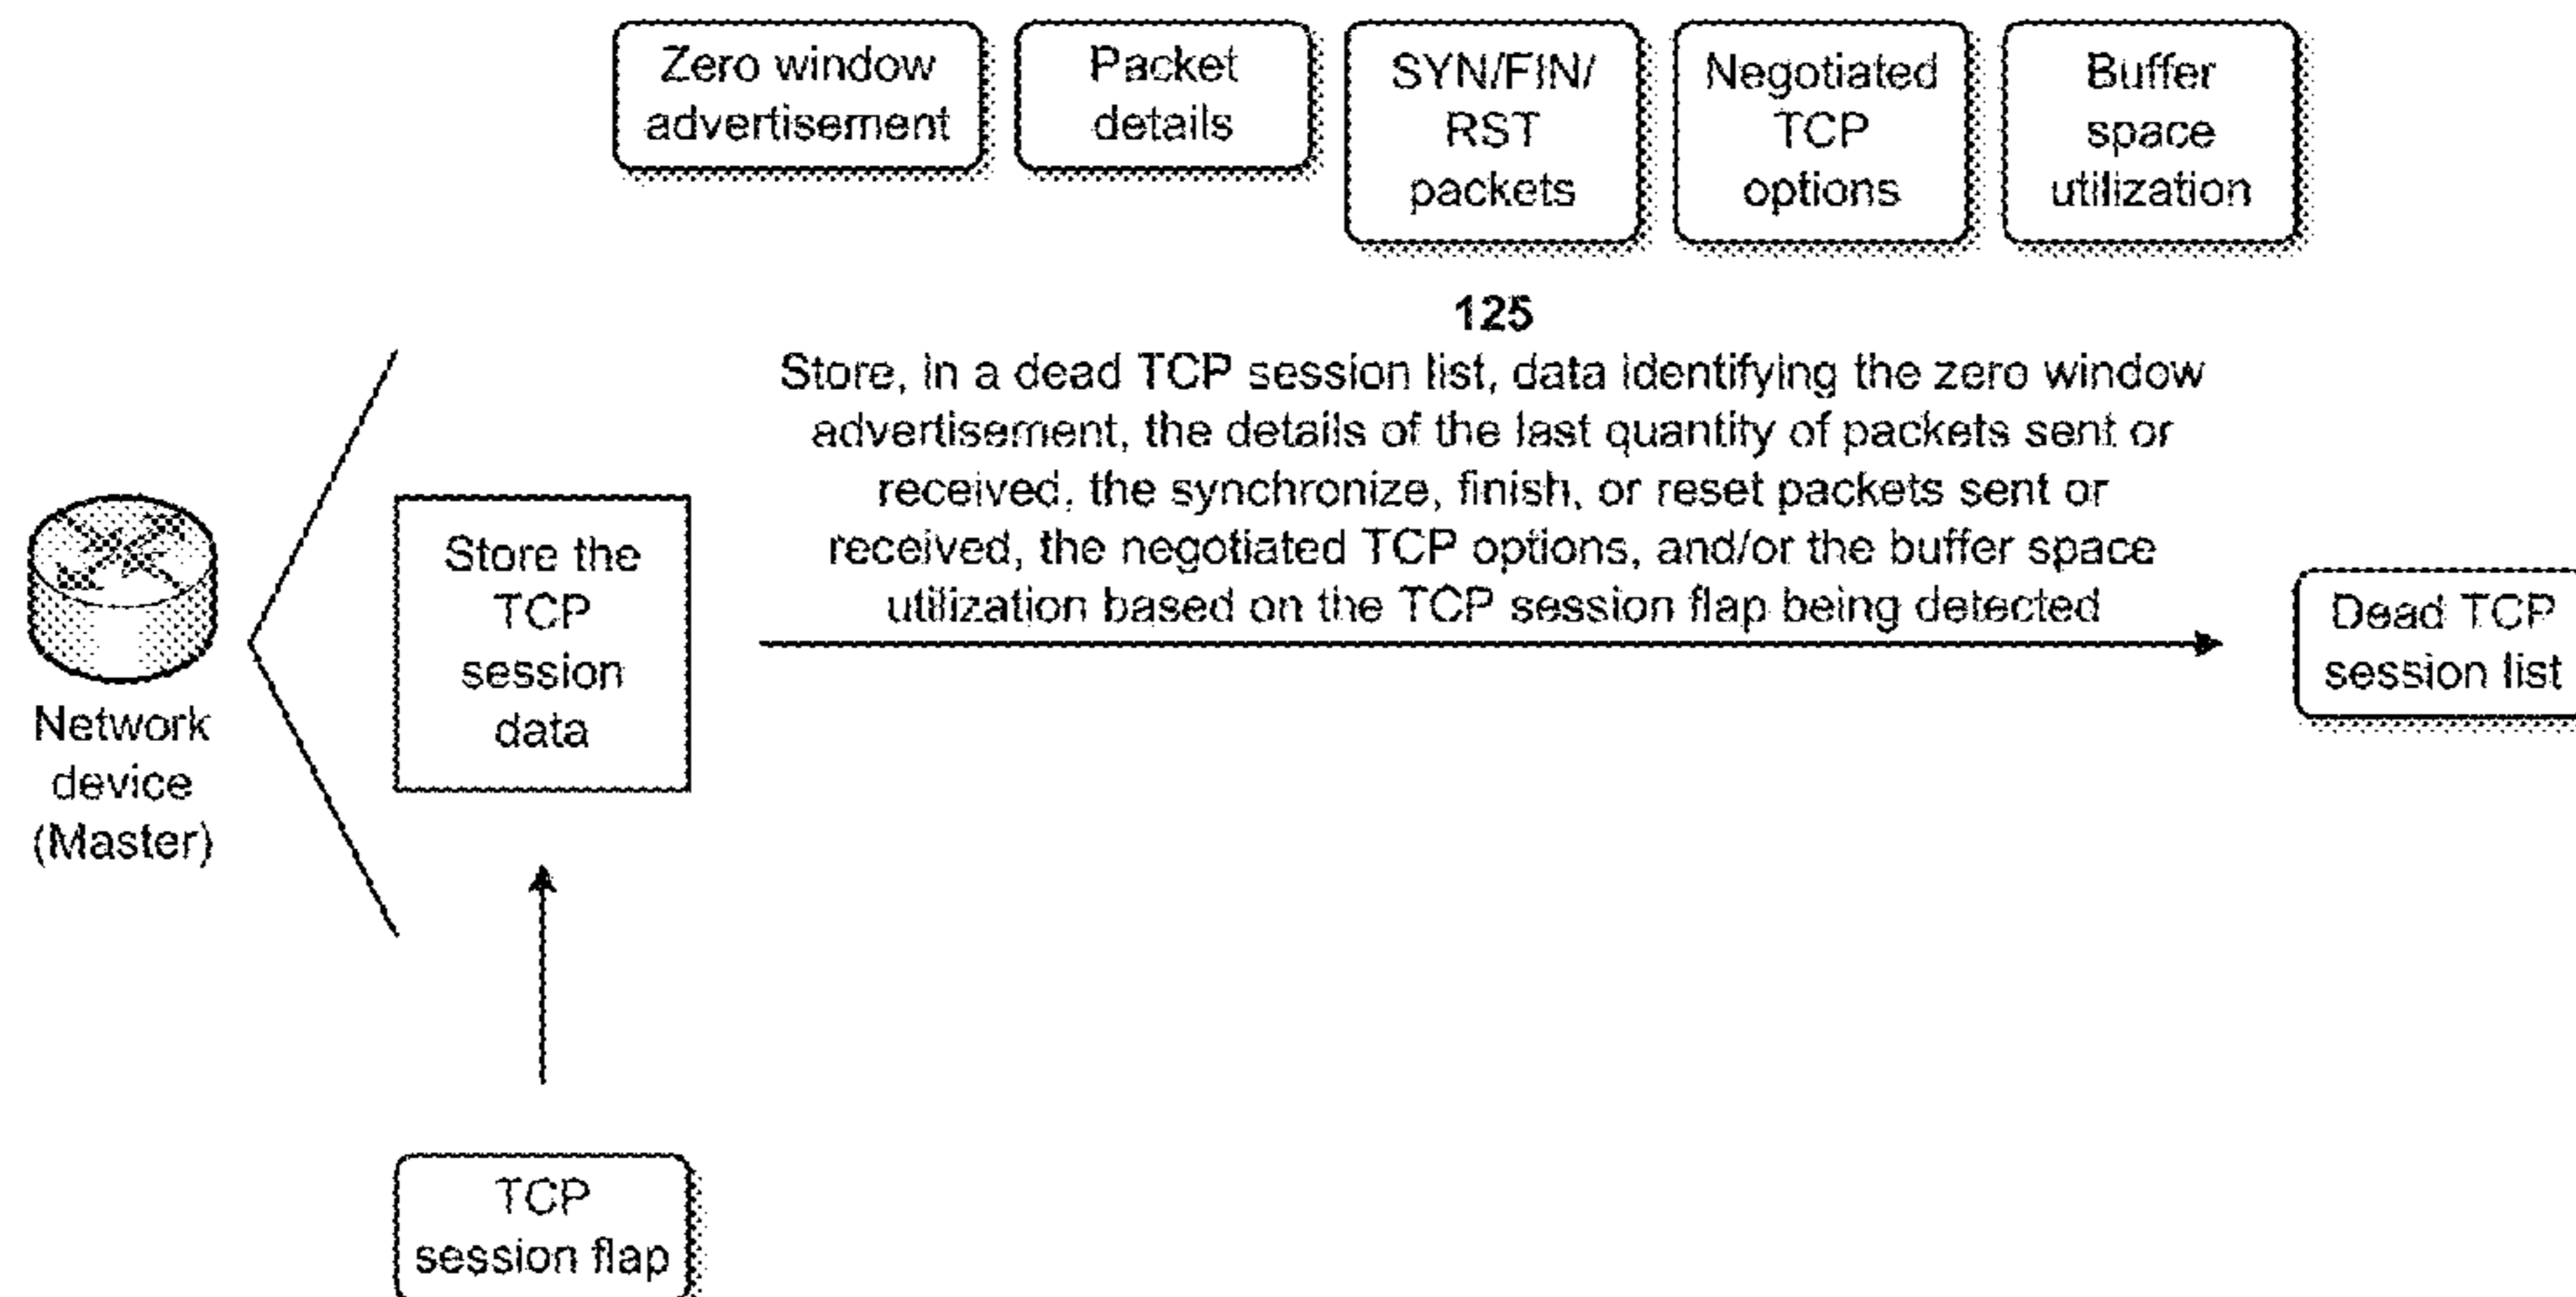 Zero window
advertisement
Packet
details
SYN/FIN/
RST
packets
Negotiated
TCP
options
Buffer
space
utilization
125
Store, in a dead TCP session list, data identifying the zero window
advertisement, the details of the last quantity of packets sent or
received, the synchronize, finish, or reset packets sent or
received, the negotiated TCP options, and/or the buffer space
utilization based on the TCP session flap being detected
Network
device
(Master)
Store the
TCP
session
data
Dead TCP
session list
TCP
session flap